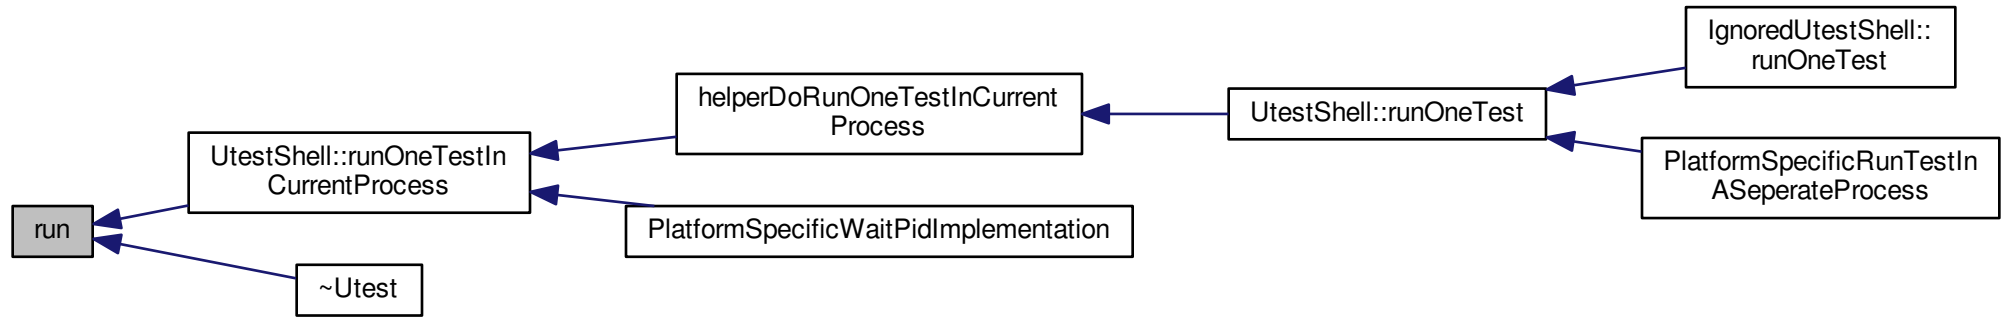 run
UtestShell::runOneTestIn
CurrentProcess
~Utest
helperDoRunOneTestInCurrent
Process
PlatformSpecificWaitPidImplementation
UtestShell::runOneTest
IgnoredUtestShell::
runOneTest
PlatformSpecificRunTestIn
ASeperateProcess